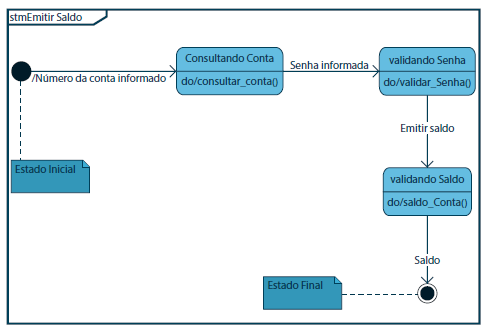 stmEmitir Saldo
Consultando Conta
do/consultar_conta()
/Número da conta informado
Senha informada
validando Senha
do/validar_Senha()
Emitir saldo
Estado Inicial
validando Saldo
do/saldo_Conta()
Saldo
Estado Final